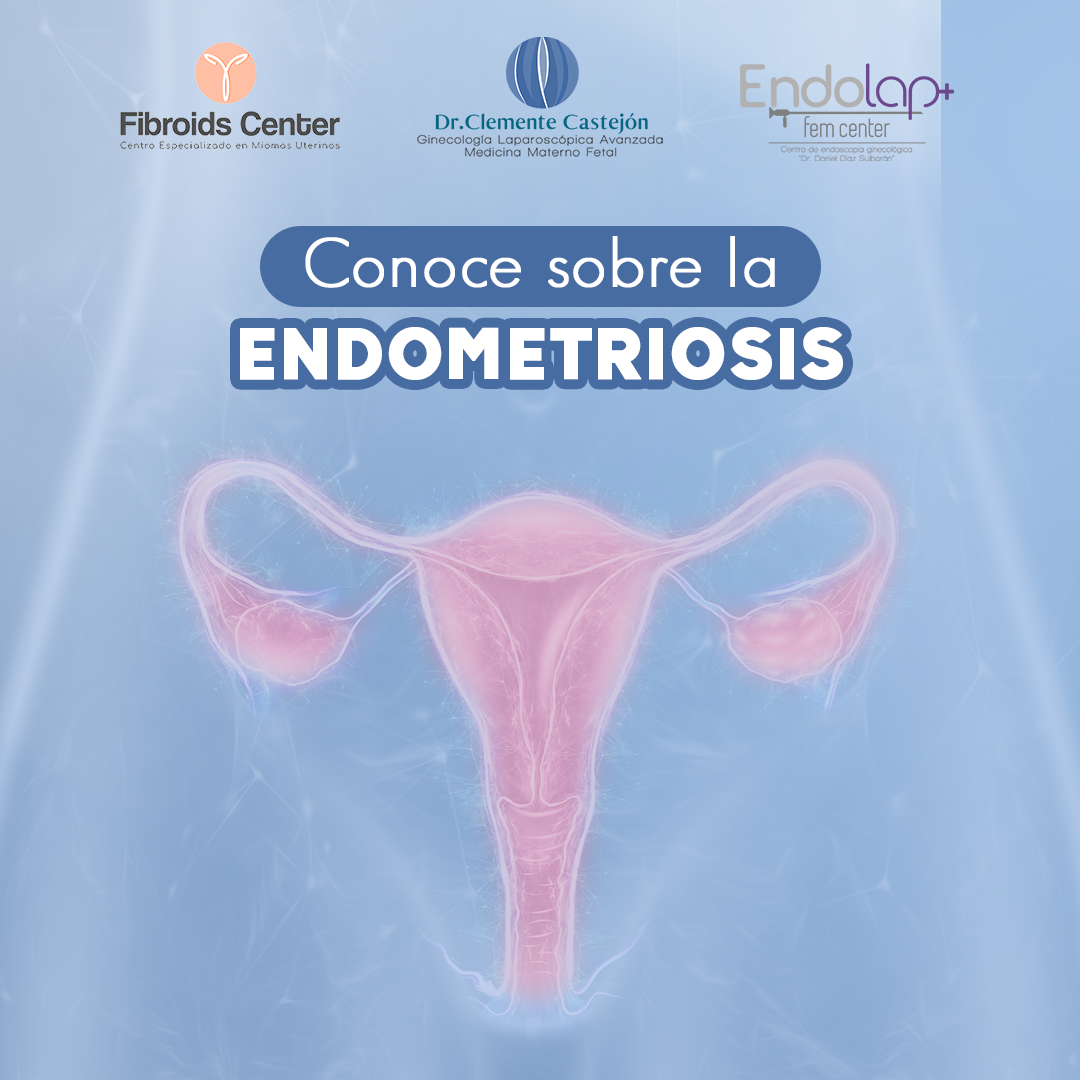 Fibroids Center
Centro Especializado en Miomas Uterinos
Dr.Clemente Castejón
Ginecología Laparoscópica Avanzada
Medicina Materno Fetal
Endolap+
fem center
Centro de endoscopia ginecológica
"Dr. Daniel Díaz Sulbarán"
Conoce sobre la
ENDOMETRIOSIS